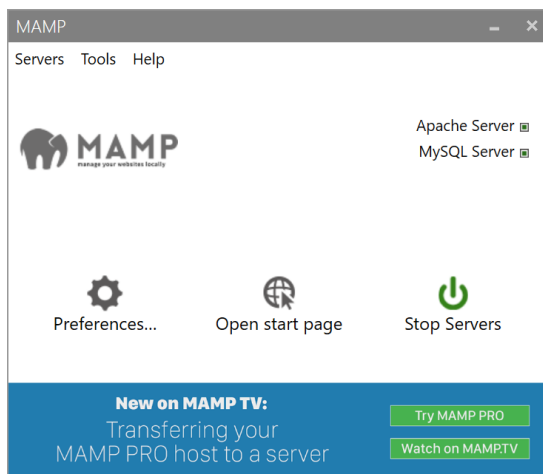 MAMP
Servers Tools Help
MAMP
manage your websites locally
Apache Server
MySQL Server
Preferences...
Open start page
Stop Servers
New on MAMP TV:
Transferring your
MAMP PRO host to a server
Try MAMP PRO
Watch on MAMP.TV